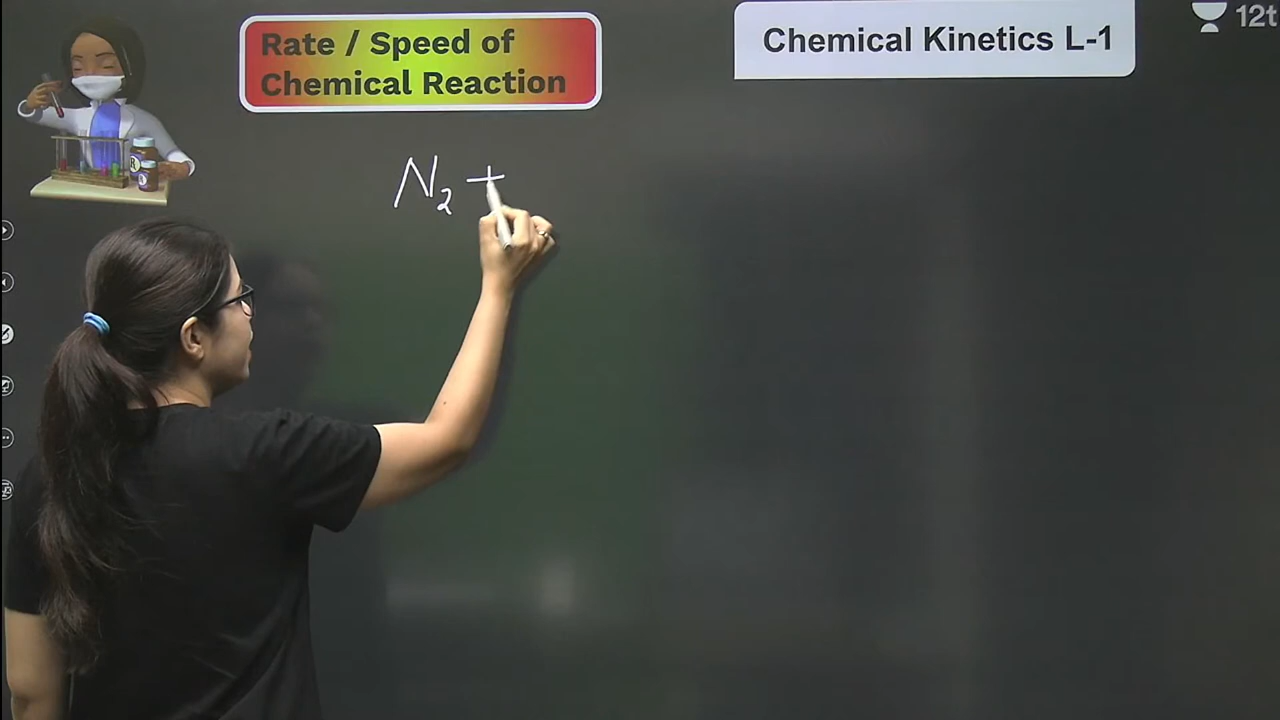 Rate / Speed of
Chemical Reaction
Chemical Kinetics L-1
12t
N₂ +